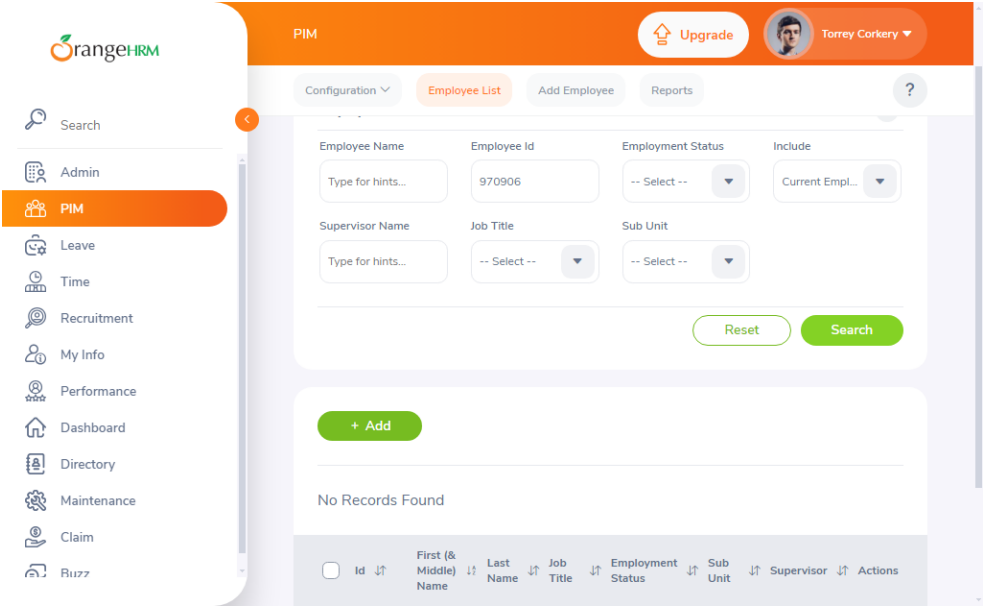 OrangeHRM
PIM
Upgrade
Torrey Corkery
Configuration
Employee List
Add Employee
Reports
?
Search
Admin
PIM
Leave
Time
Recruitment
My Info
Performance
Dashboard
Directory
Maintenance
Claim
Buzz
Employee Name
Employee Id
Employment Status
Include
Type for hints...
970906
-- Select --
Current Empl...
Supervisor Name
Job Title
Sub Unit
Type for hints...
-- Select --
-- Select --
Reset
Search
+ Add
No Records Found
Id
First (&
Middle)
Name
Last
Name
Job
Title
Employment
Status
Sub
Unit
Supervisor
Actions